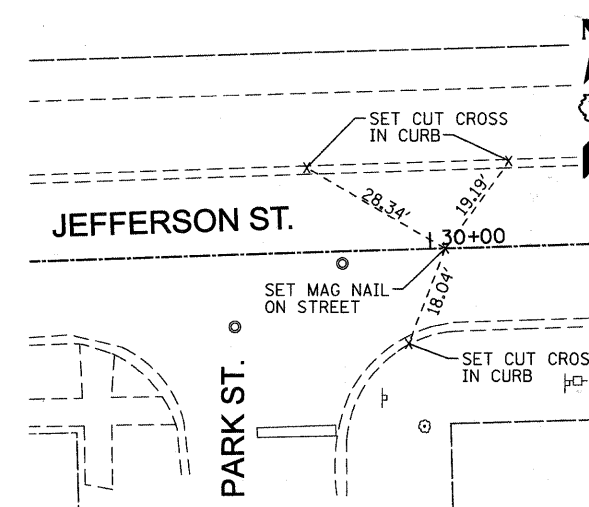 SET CUT CROSS
IN CURB
28.34'
19.19'
JEFFERSON ST.
30+00
SET MAG NAIL
ON STREET
18.04'
SET CUT CROS
IN CURB
PARK ST.